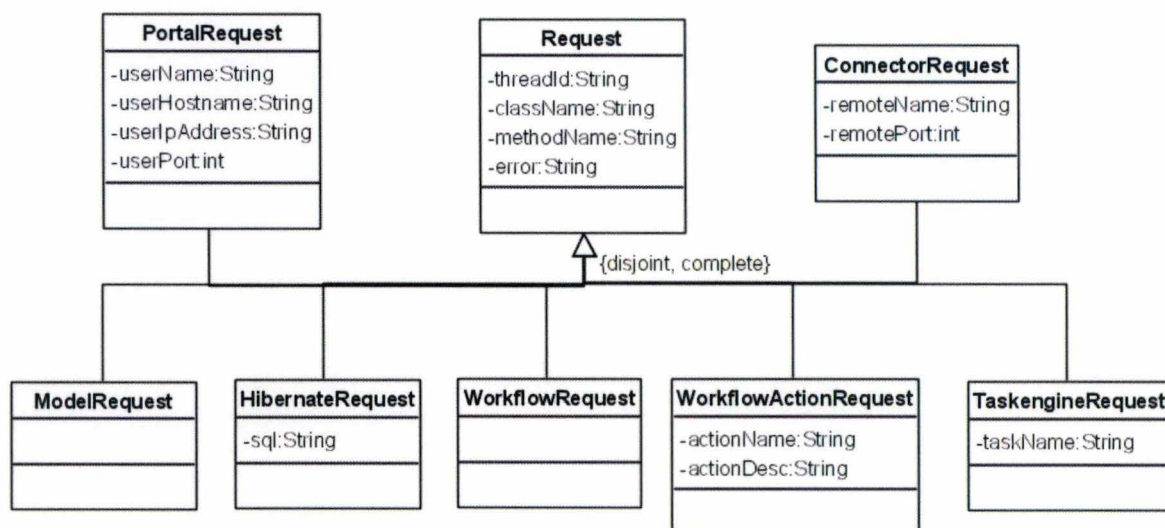 PortalRequest
-userName:String
-userHostname:String
-userIpAddress:String
-userPort:int
Request
-threadId:String
-className:String
-methodName:String
-error:String
ConnectorRequest
-remoteName:String
-remotePort:int
{disjoint, complete}
ModelRequest
HibernateRequest
-sql:String
WorkflowRequest
WorkflowActionRequest
-actionName:String
-actionDesc:String
TaskengineRequest
-taskName:String